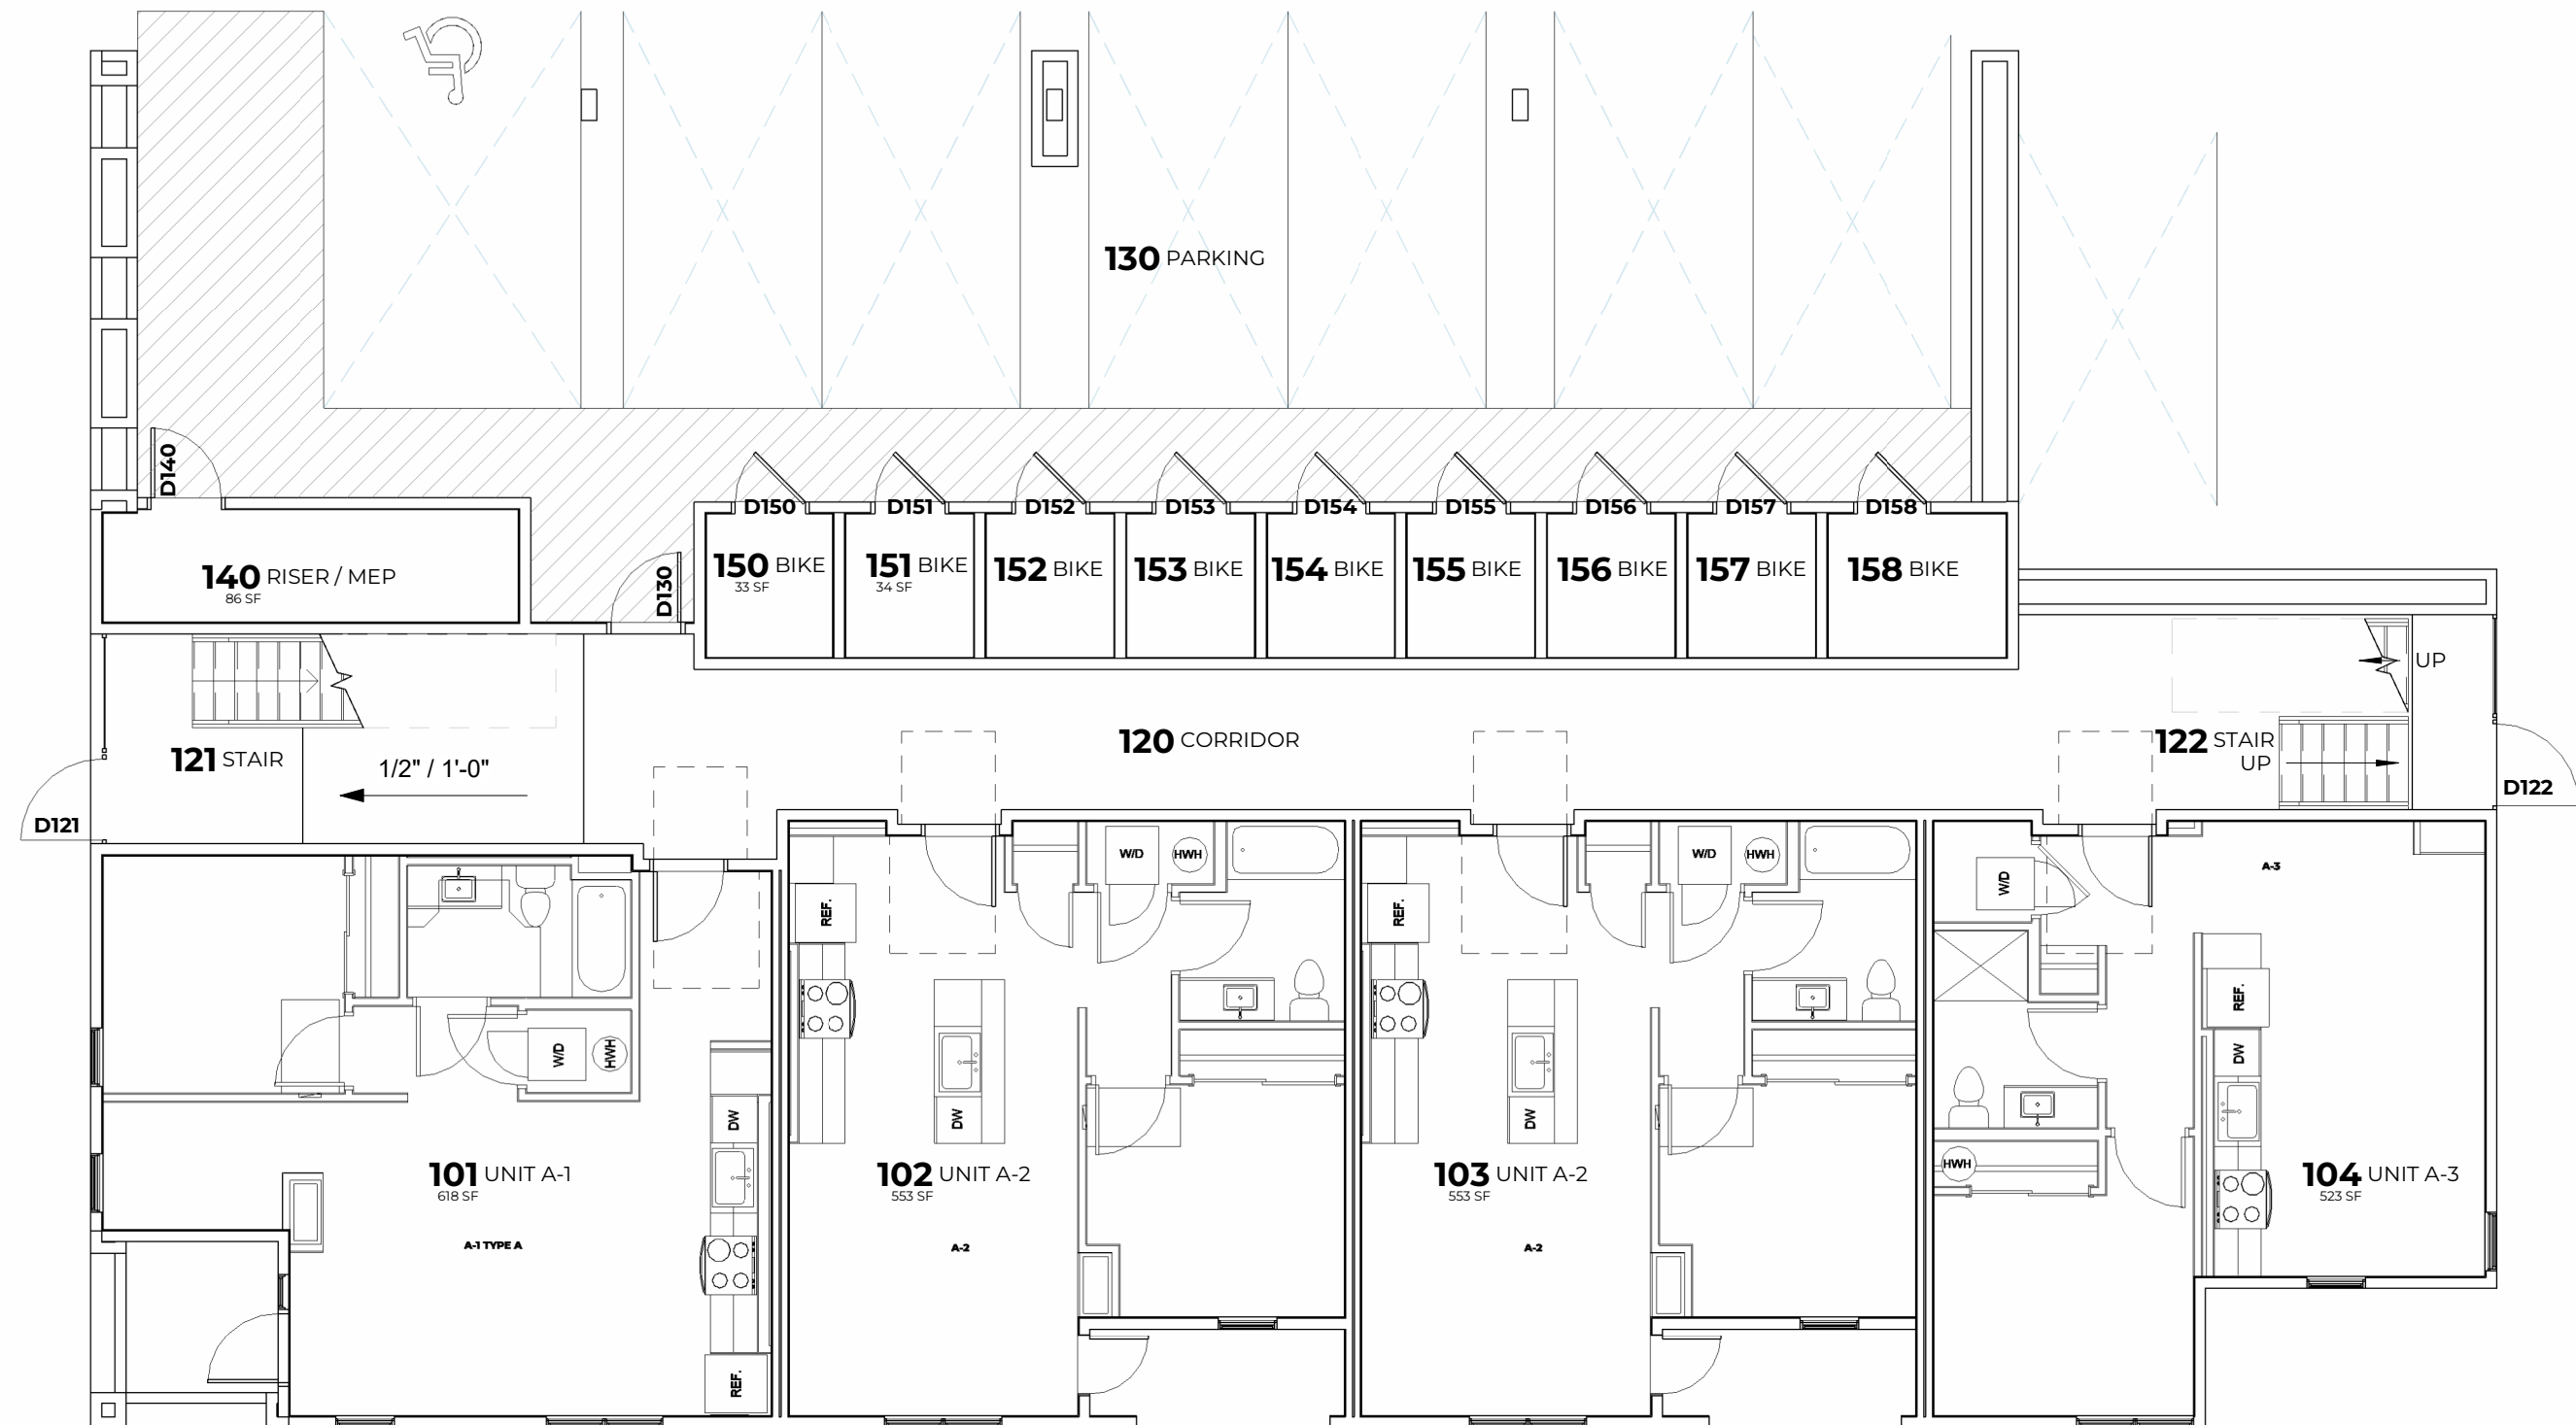 130 PARKING
D140
D150
D151
D152
D153
D154
D155
D156
D157
D158
140 RISER / MEP
86 SF
D130
150 BIKE
33 SF
151 BIKE
34 SF
152 BIKE
153 BIKE
154 BIKE
155 BIKE
156 BIKE
157 BIKE
158 BIKE
UP
121 STAIR
1/2" / 1'-0"
120 CORRIDOR
122 STAIR
UP
D121
D122
W/D
HWH
W/D
HWH
W/D
A-3
REF.
REF.
REF.
W/D
HWH
DW
DW
DW
DW
HWH
101 UNIT A-1
618 SF
102 UNIT A-2
553 SF
103 UNIT A-2
553 SF
104 UNIT A-3
523 SF
A-1 TYPE A
A-2
A-2
REF.